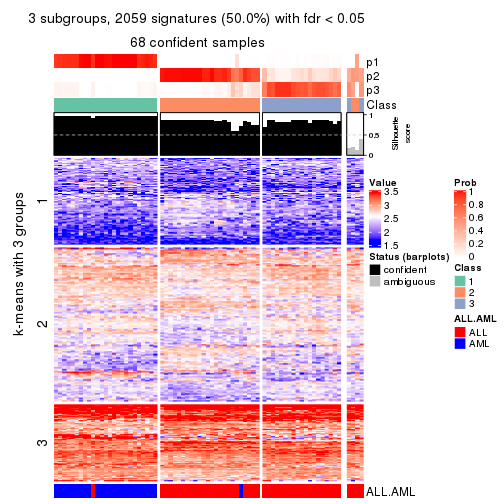 3 subgroups, 2059 signatures (50.0%) with fdr < 0.05
68 confident samples
p1
p2
p3
Class
1
0.5
0
Silhouette
score
k-means with 3 groups
1
2
3
ALL.AML
Value
3.5
3
2.5
2
1.5
Status (barplots)
confident
ambiguous
Prob
1
0.8
0.6
0.4
0.2
0
Class
1
2
3
ALL.AML
ALL
AML